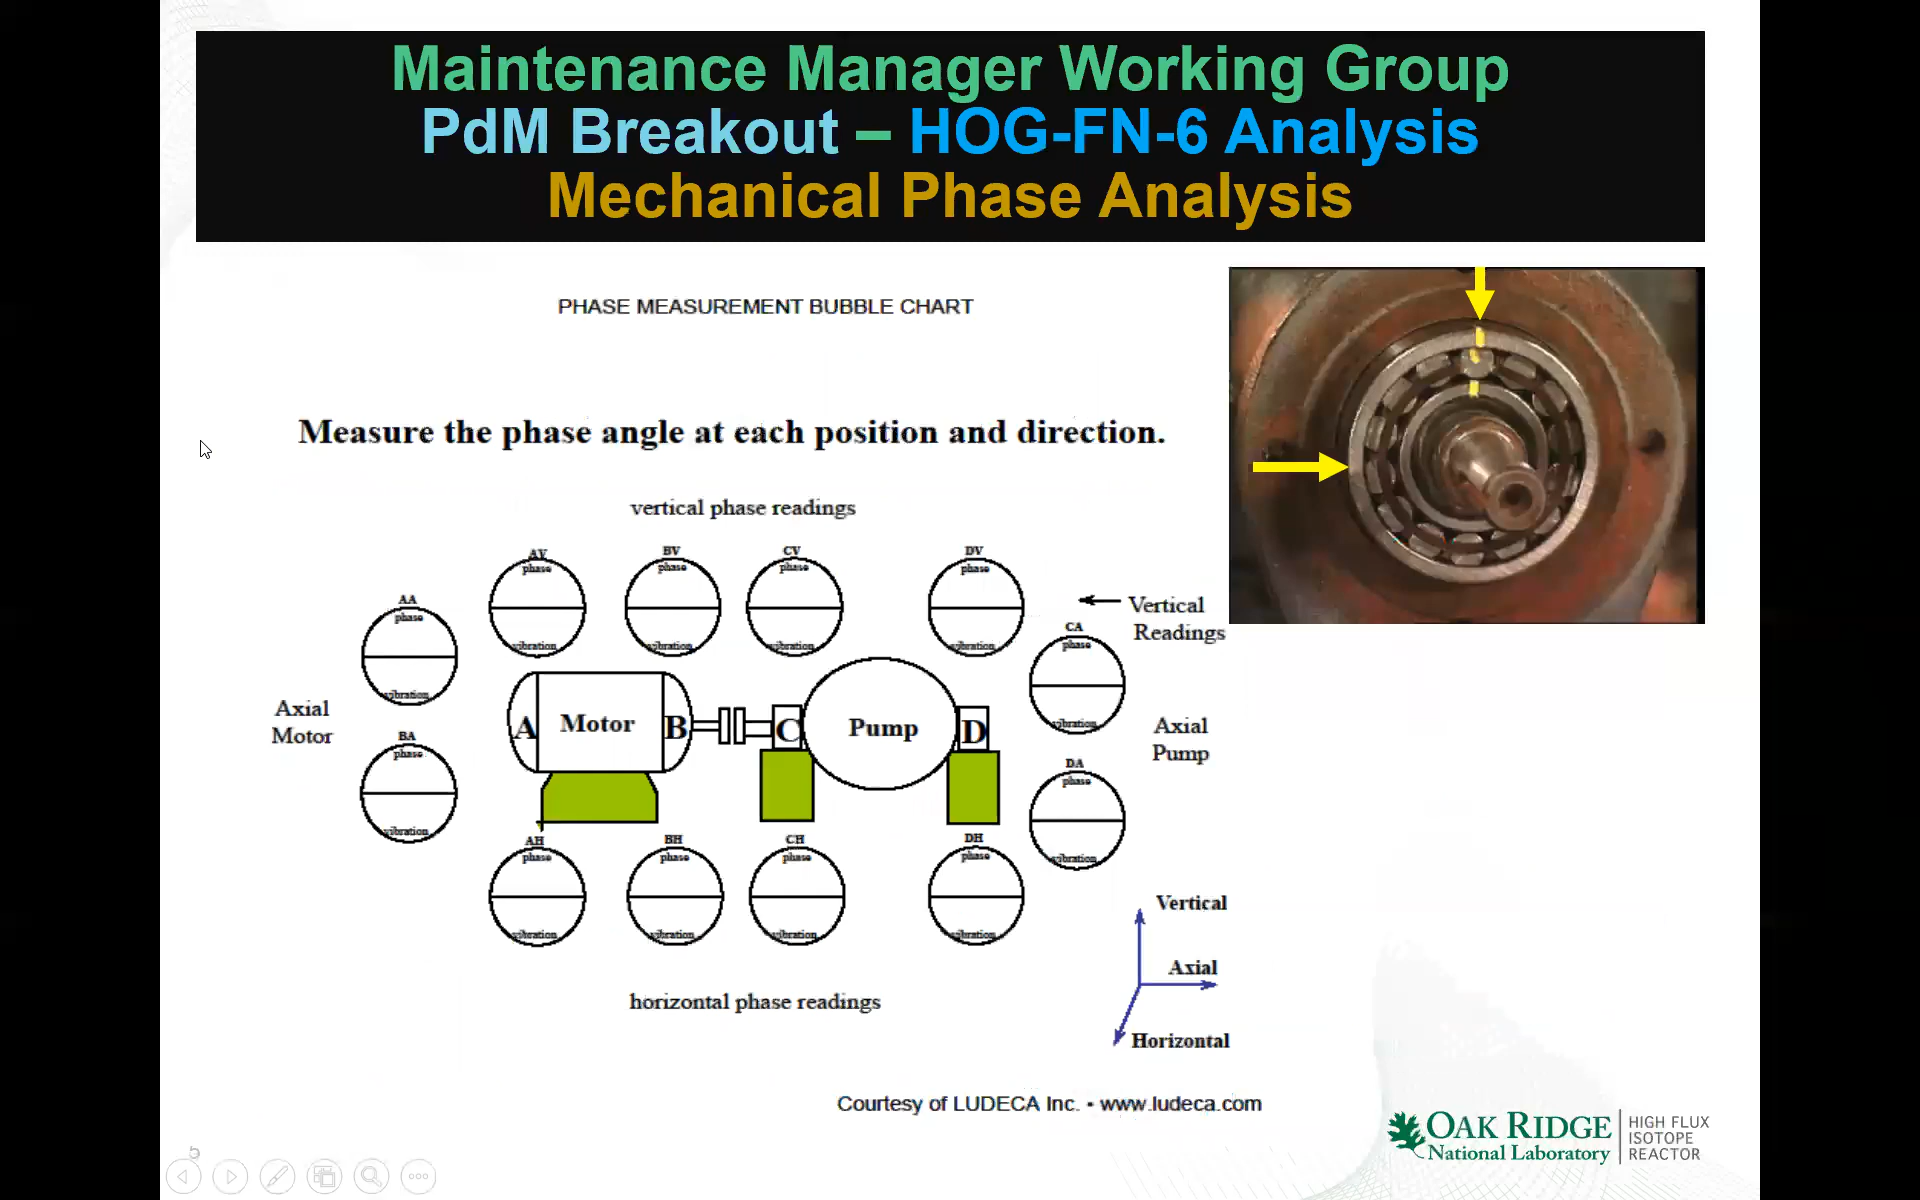 Maintenance Manager Working Group
PdM Breakout – HOG-FN-6 Analysis
Mechanical Phase Analysis
PHASE MEASUREMENT BUBBLE CHART
Measure the phase angle at each position and direction.
vertical phase readings
AV
phase
vibration
BV
phase
vibration
CV
phase
vibration
DV
phase
vibration
Vertical
Readings
AA
phase
vibration
CA
phase
vibration
Axial
Motor
A
Motor
B
C
Pump
D
Axial
Pump
BA
phase
vibration
DA
phase
vibration
AH
phase
vibration
BH
phase
vibration
CH
phase
vibration
DH
phase
vibration
Vertical
Axial
Horizontal
horizontal phase readings
Courtesy of LUDECA Inc. • www.ludeca.com
OAK RIDGE
National Laboratory
HIGH FLUX
ISOTOPE
REACTOR
5